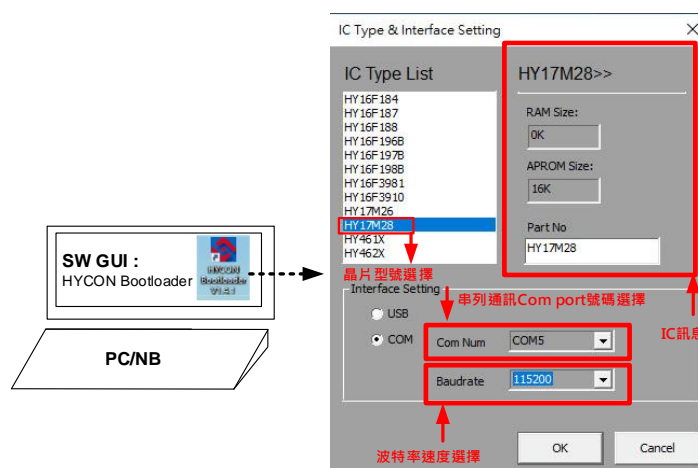 SW GUI :
HYCON Bootloader
HYCON
Bootloader
PC/NB
IC Type & Interface Setting
IC Type List
HY16F184
HY16F187
HY16F188
HY16F196B
HY16F197B
HY16F198B
HY16F3981
HY16F3910
HY17M26
HY17M28
HY461X
HY462X
晶片型號選擇
HY17M28>>
RAM Size:
0K
APROM Size:
16K
Part No
HY17M28
IC訊息
Interface Setting
串列通訊Com port號碼選擇
USB
COM
Com Num
COM5
Baudrate
115200
波特率速度選擇
OK
Cancel